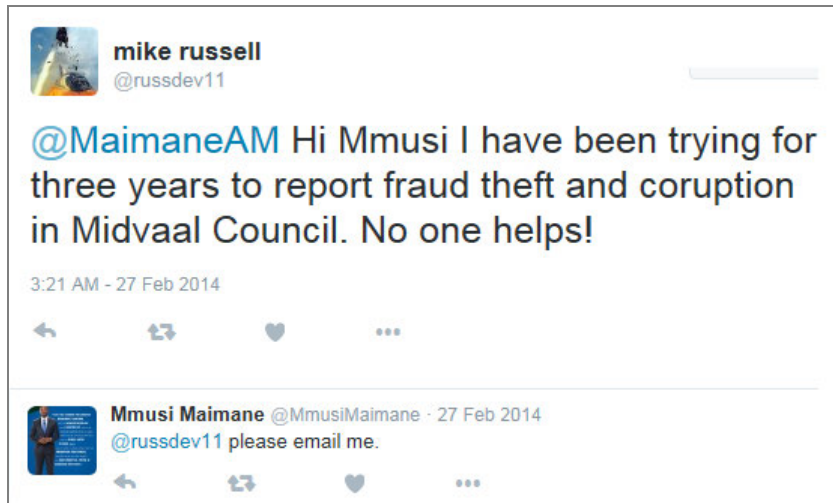 mike russell
@russdev11
@MaimaneAM Hi Mmusi I have been trying for
three years to report fraud theft and coruption
in Midvaal Council. No one helps!
3:21 AM - 27 Feb 2014
Mmusi Maimane @MmusiMaimane · 27 Feb 2014
@russdev11 please email me.